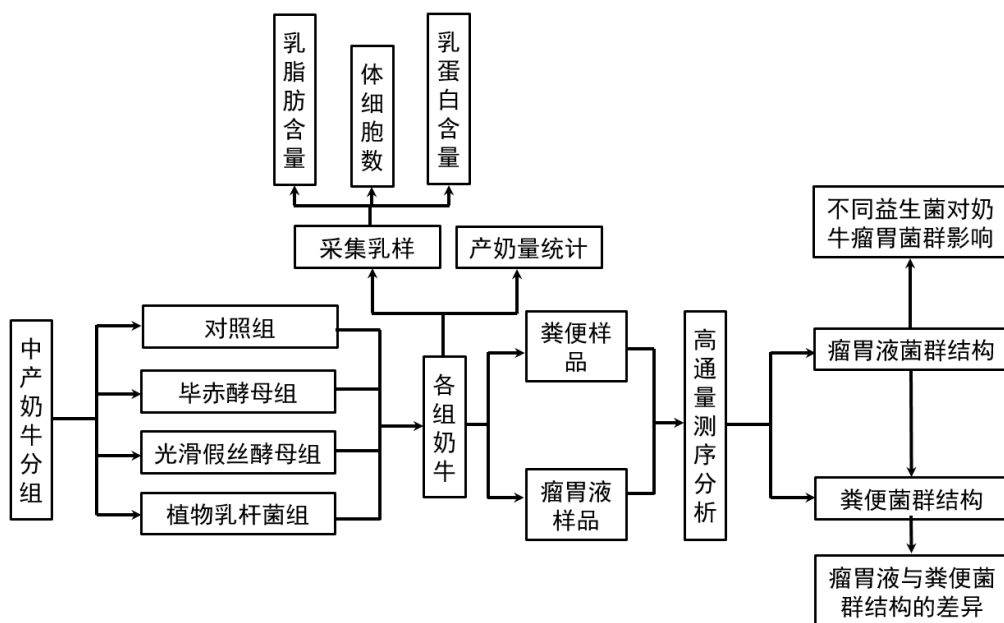 乳脂肪含量
体细胞数
乳蛋白含量
采集乳样
产奶量统计
不同益生菌对奶
牛瘤胃菌群影响
中产奶牛分组
对照组
毕赤酵母组
光滑假丝酵母组
植物乳杆菌组
各组奶牛
粪便样
品
瘤胃液
样品
高通量测序分析
瘤胃液菌群结构
粪便菌群结构
瘤胃液与粪便菌
群结构的差异